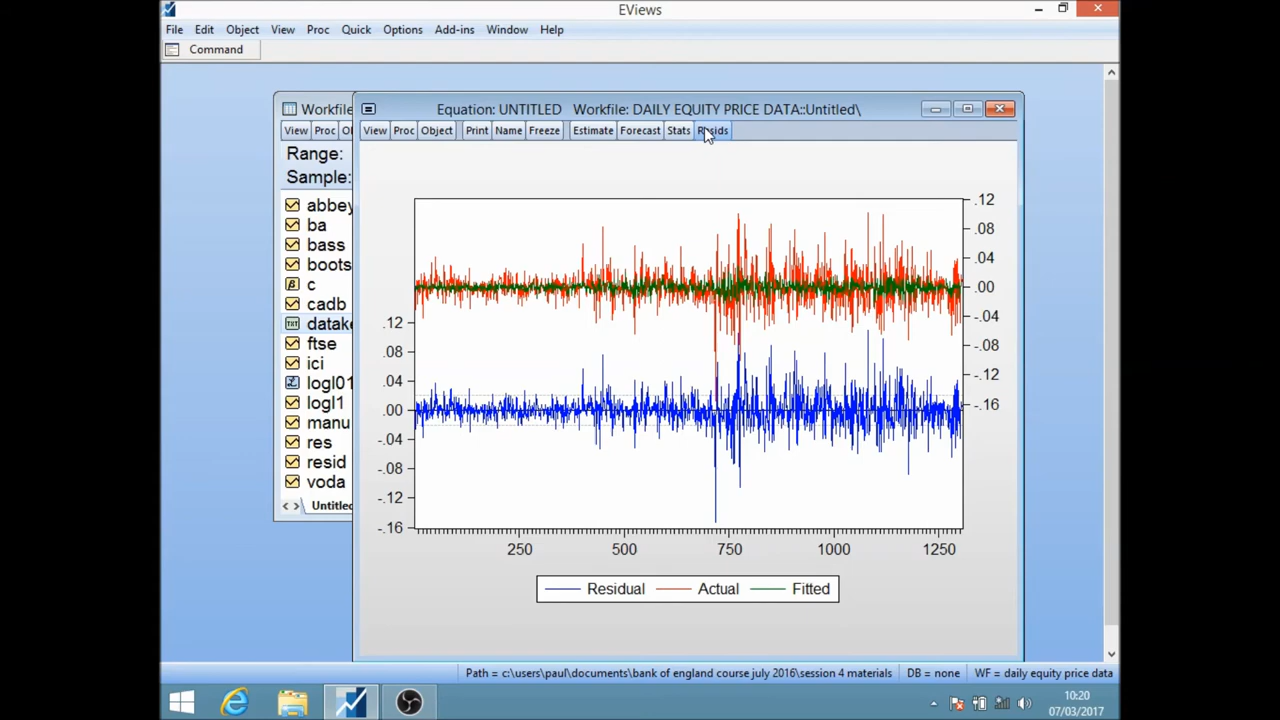 EViews
File Edit Object View Proc Quick Options Add-ins Window Help
Command
Workfile
View Proc
Range:
Sample:
abbey
ba
bass
boots
c
cadb
ftse
ici
logl01
logl1
manu
res
resid
voda
Equation: UNTITLED Workfile: DAILY EQUITY PRICE DATA::Untitled\
View Proc Object Print Name Freeze Estimate Forecast Stats Resids
.12
.08
.04
.00
-.04
-.08
-.12
-.16
.12
.08
.04
.00
-.04
-.08
-.12
-.16
250 500 750 1000 1250
Residual Actual Fitted
Path = c:\users\paul\documents\bank of england course july 2016\session 4 materials DB = none WF = daily equity price data
10:20
07/03/2017